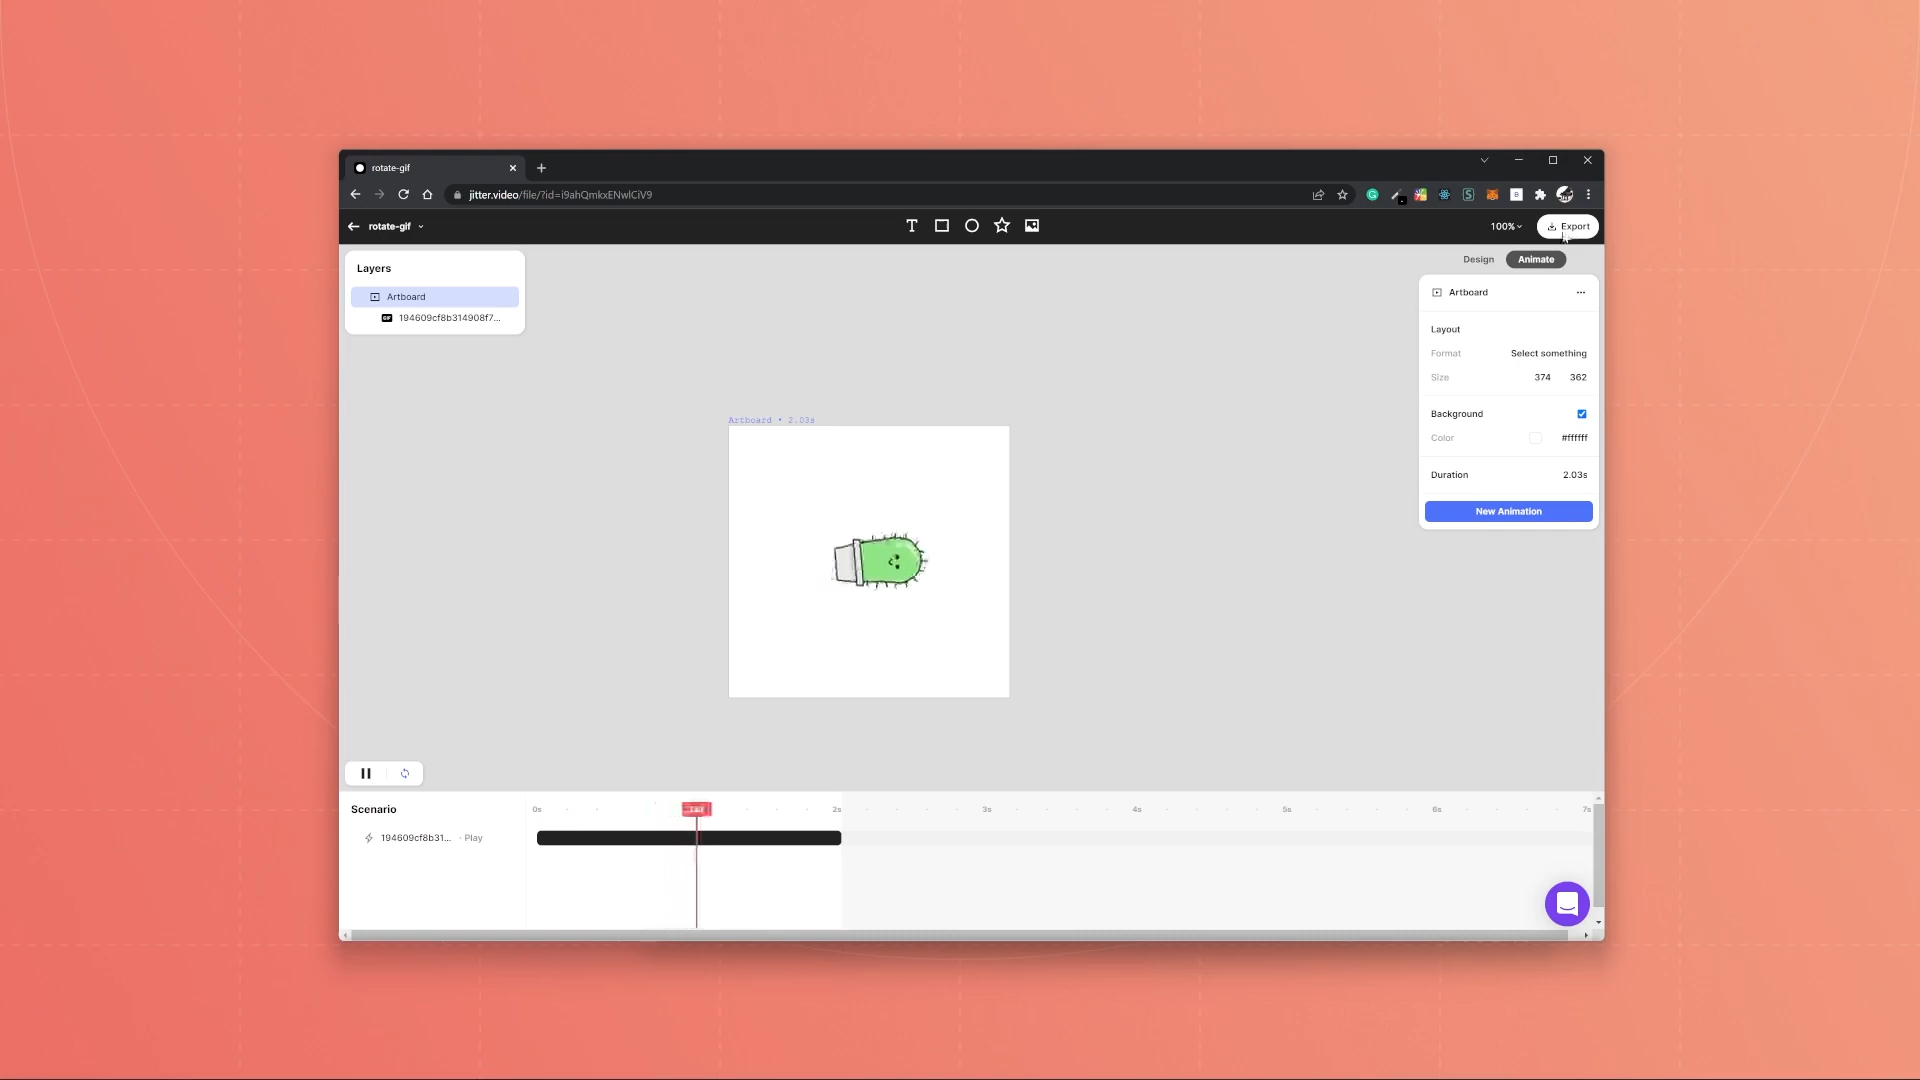 rotate-gif
jitter.video/file/?id=i9ahQmkxENwlCiV9
rotate-gif
100%
Export
Layers
Artboard
194609cf8b314908f7...
Design
Animate
Artboard
Layout
Format
Select something
Size
374
362
Background
Color
#ffffff
Duration
2.03s
New Animation
Artboard • 2.03s
Scenario
0s
2s
3s
4s
5s
6s
7s
194609cf8b31...
· Play